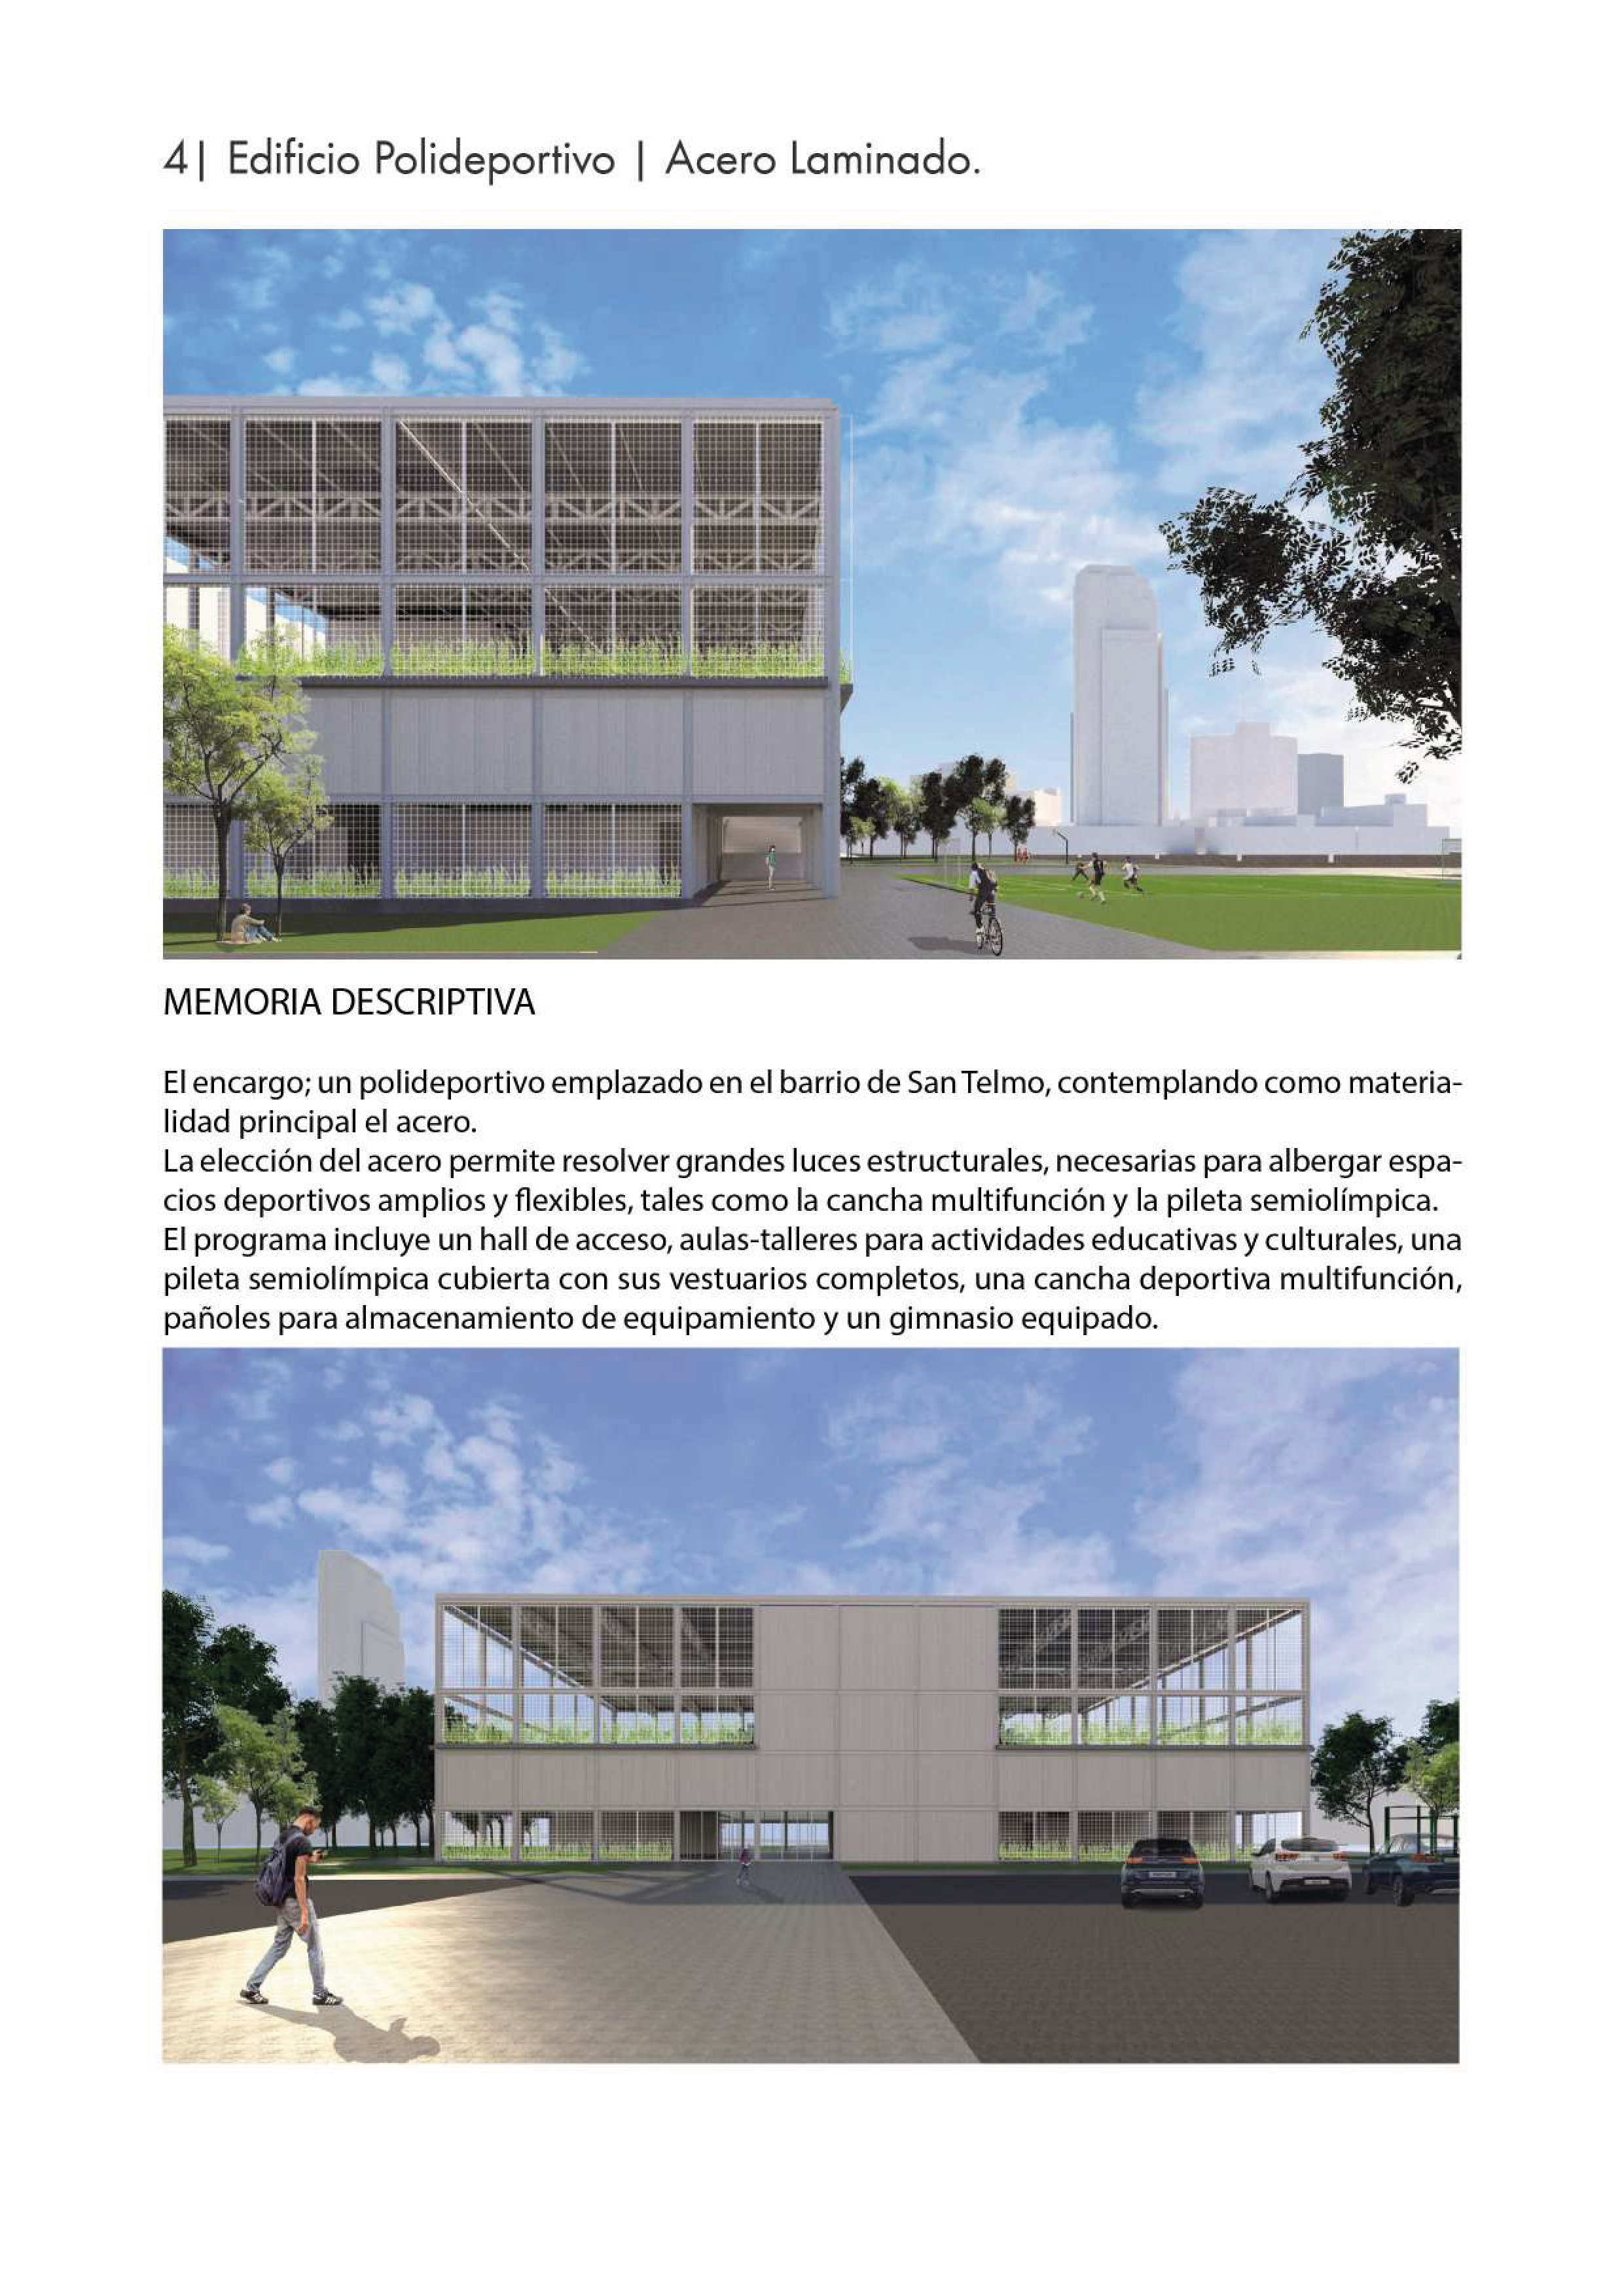 4| Edificio Polideportivo | Acero Laminado.
MEMORIA DESCRIPTIVA
El encargo; un polideportivo emplazado en el barrio de San Telmo, contemplando como materia-
lidad principal el acero.
La elección del acero permite resolver grandes luces estructurales, necesarias para albergar espa-
cios deportivos amplios y flexibles, tales como la cancha multifunción y la pileta semiolímpica.
El programa incluye un hall de acceso, aulas-talleres para actividades educativas y culturales, una
pileta semiolímpica cubierta con sus vestuarios completos, una cancha deportiva multifunción,
pañoles para almacenamiento de equipamiento y un gimnasio equipado.